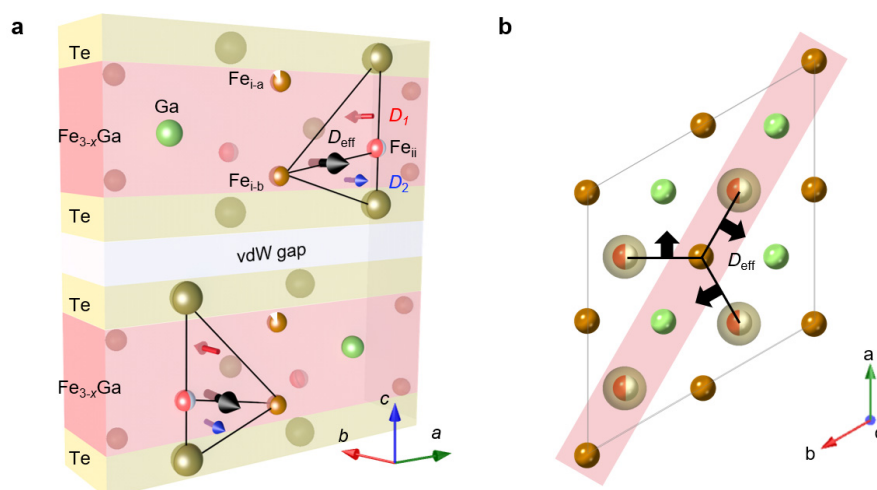 a
Te
Fe3-xGa
Te
vdW gap
Te
Fe3-xGa
Te
Ga
Fei-a
D1
Deff
Feii
Fei-b
D2
c
b
a
b
Deff
a
b
c